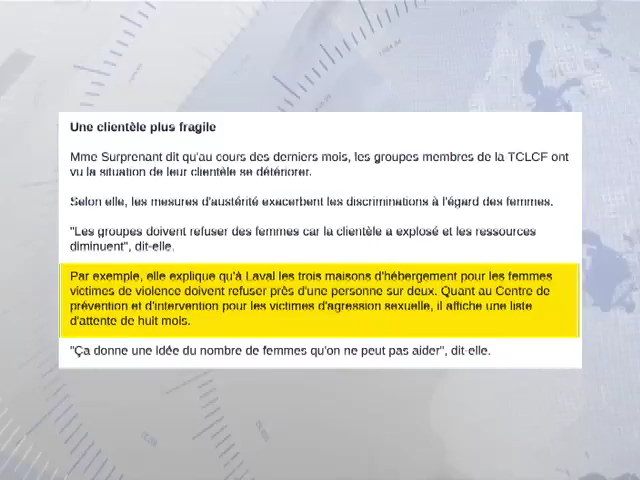 Une clientèle plus fragile
Mme Surprenant dit qu'au cours des derniers mois, les groupes membres de la TCLCF ont
vu la situation de leur clientèle se détériorer.
Selon elle, les mesures d'austérité exacerbent les discriminations à l'égard des femmes.
"Les groupes doivent refuser des femmes car la clientèle a explosé et les ressources
diminuent", dit-elle.
Par exemple, elle explique qu'à Laval les trois maisons d'hébergement pour les femmes
victimes de violence doivent refuser près d'une personne sur deux. Quant au Centre de
prévention et d'intervention pour les victimes d'agression sexuelle, il affiche une liste
d'attente de huit mois.
"Ça donne une idée du nombre de femmes qu'on ne peut pas aider", dit-elle.